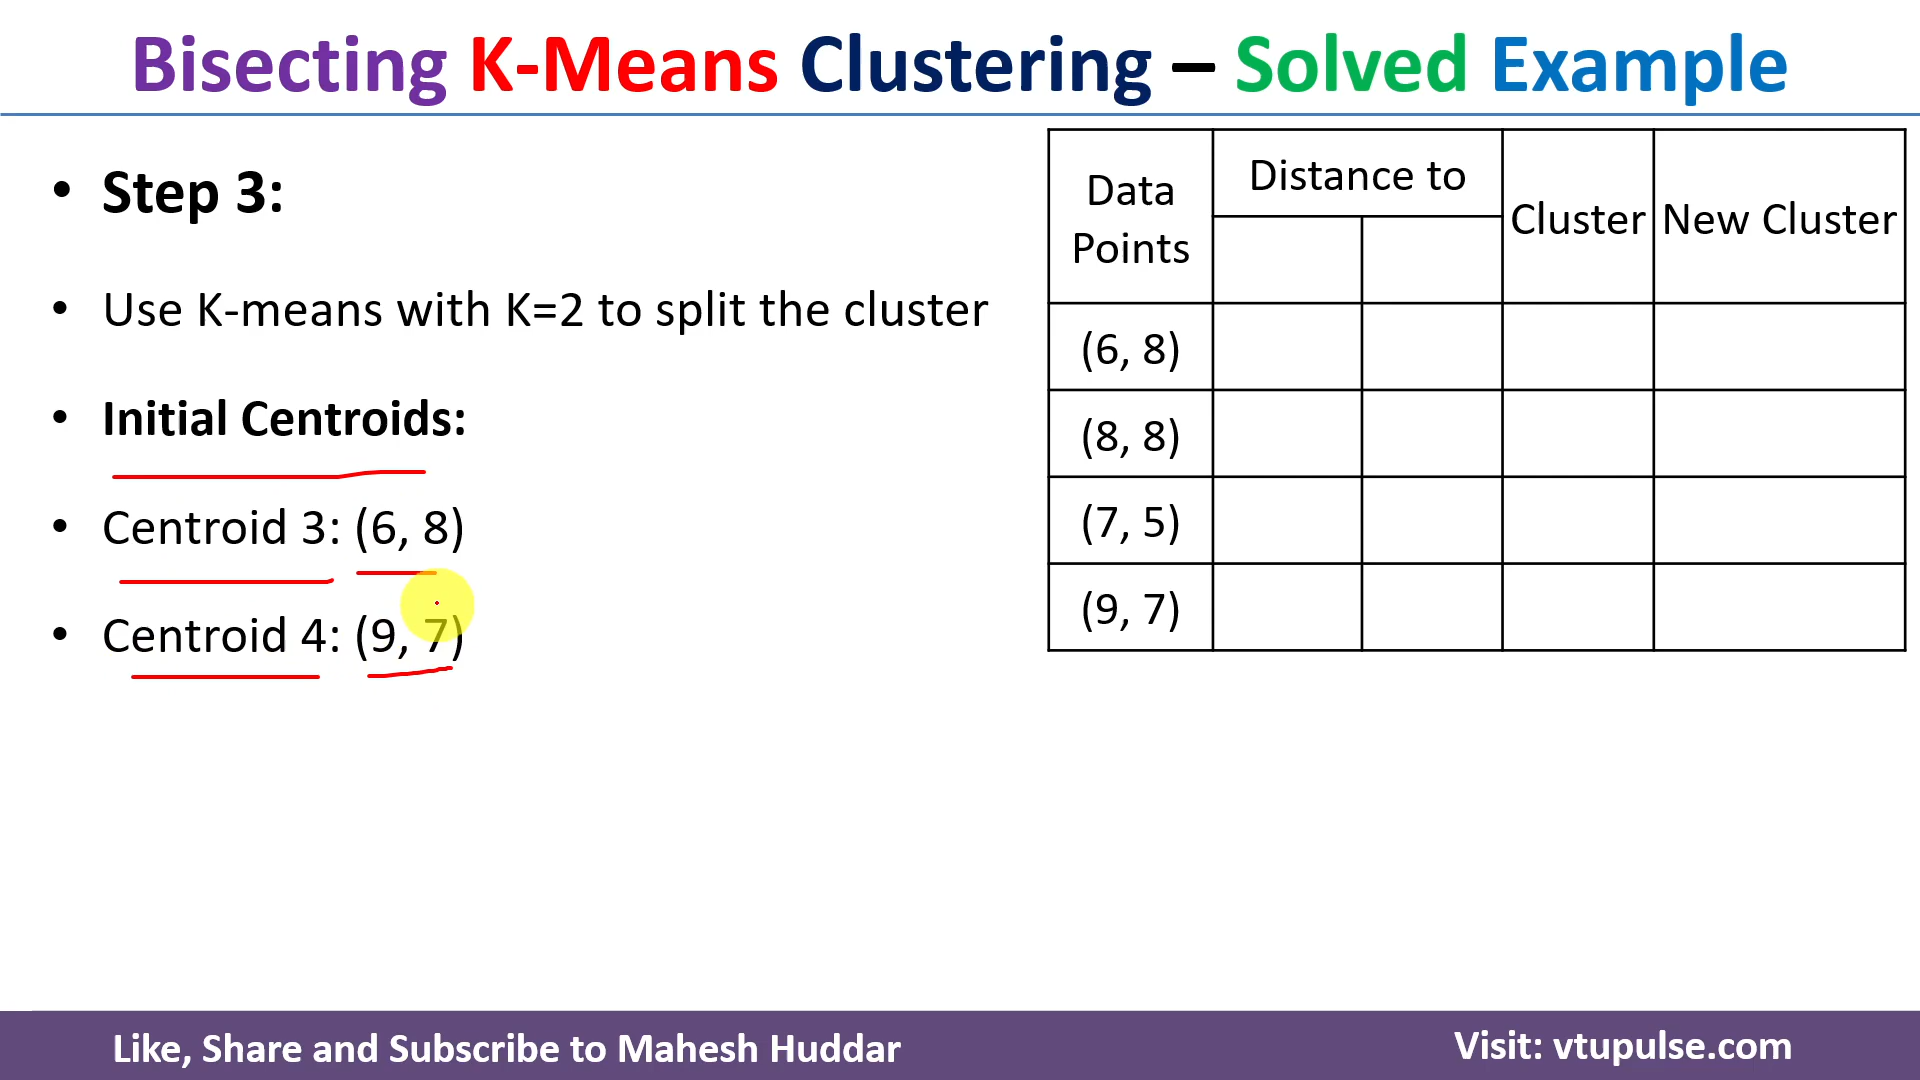 Bisecting K-Means Clustering – Solved Example
• Step 3:
• Use K-means with K=2 to split the cluster
• Initial Centroids:
• Centroid 3: (6, 8)
• Centroid 4: (9, 7)
Data Points Distance to Cluster New Cluster
(6, 8)
(8, 8)
(7, 5)
(9, 7)
Like, Share and Subscribe to Mahesh Huddar
Visit: vtupulse.com